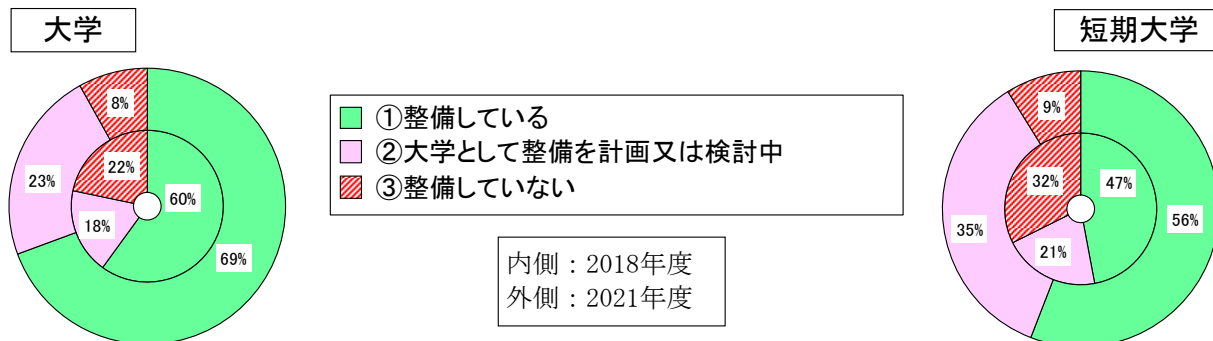 大学
8%
22%
23%
18%
60%
69%
①整備している
②大学として整備を計画又は検討中
③整備していない
内側：2018年度
外側：2021年度
短期大学
9%
32%
47%
35%
21%
56%